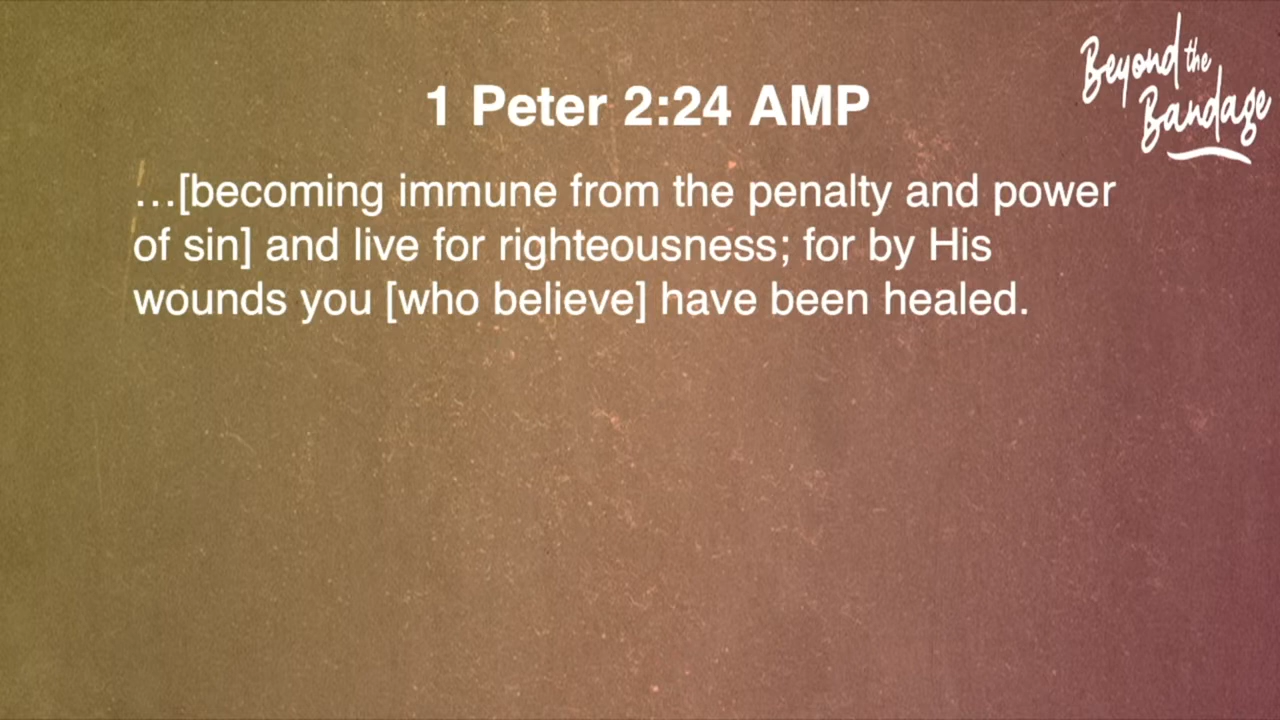 Beyond the
Bandage
1 Peter 2:24 AMP
…[becoming immune from the penalty and power
of sin] and live for righteousness; for by His
wounds you [who believe] have been healed.